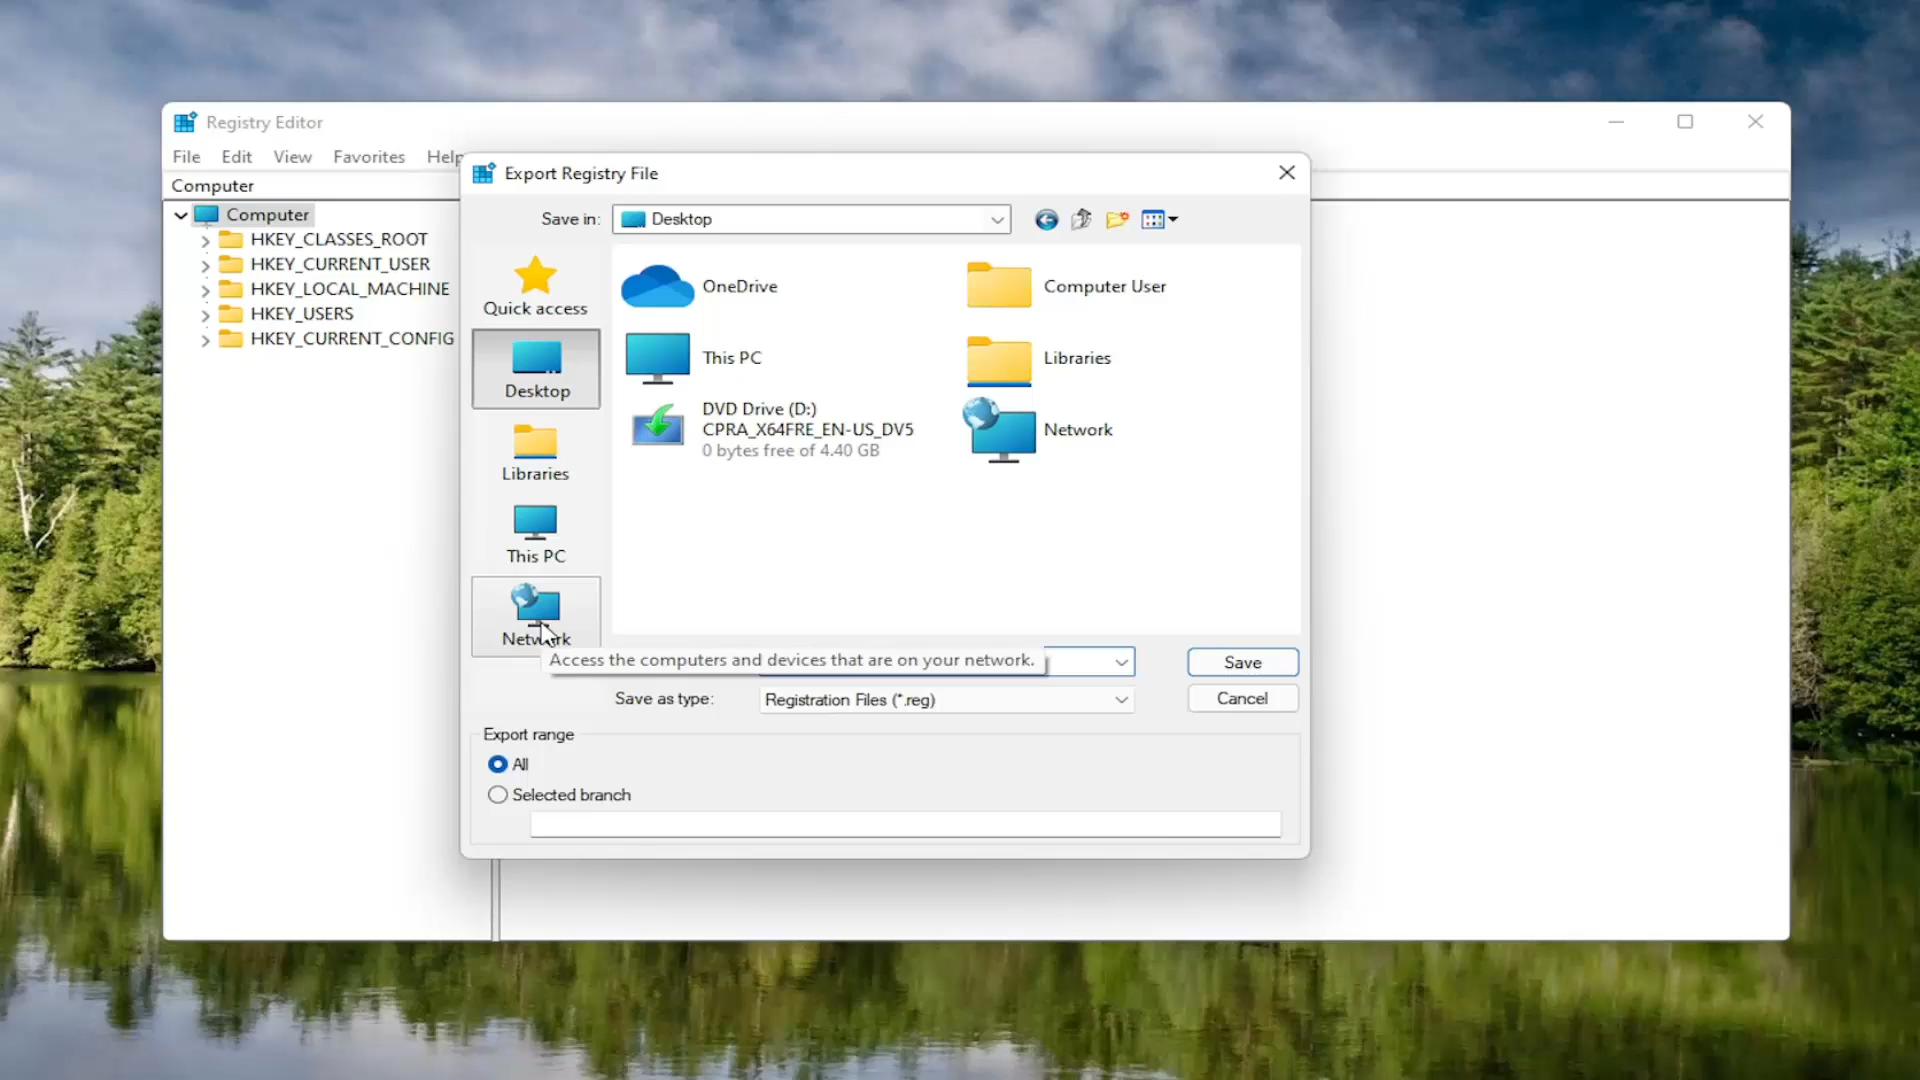 Registry Editor
File Edit View Favorites Help
Computer
Computer
HKEY_CLASSES_ROOT
HKEY_CURRENT_USER
HKEY_LOCAL_MACHINE
HKEY_USERS
HKEY_CURRENT_CONFIG
Export Registry File
Save in: Desktop
Quick access
Desktop
Libraries
This PC
Network
OneDrive
Computer User
This PC
Libraries
DVD Drive (D:)
CPRA_X64FRE_EN-US_DV5
0 bytes free of 4.40 GB
Network
Access the computers and devices that are on your network.
Save
Save as type: Registration Files (*.reg)
Cancel
Export range
All
Selected branch